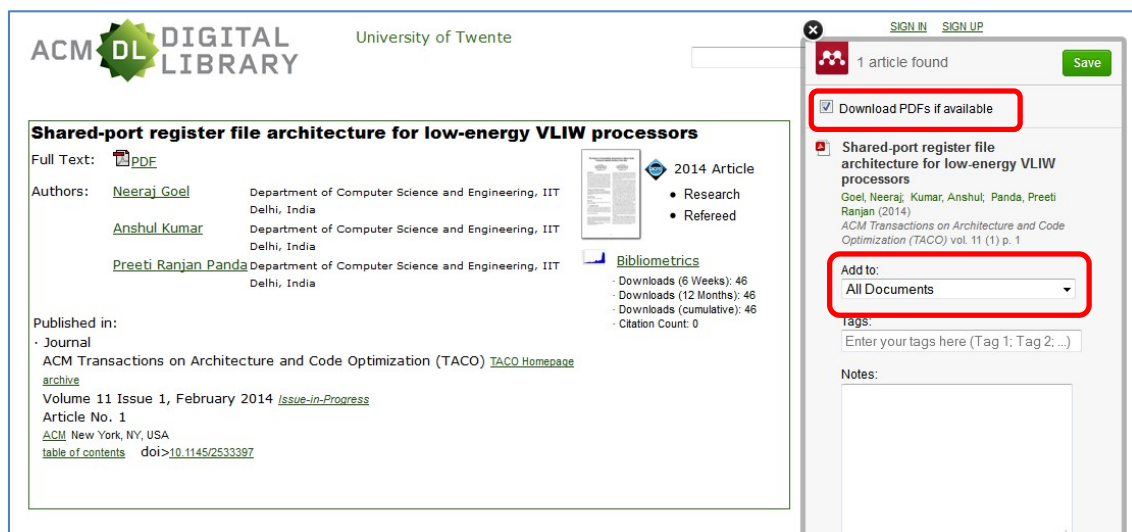 ACM DL DIGITAL LIBRARY
University of Twente
SIGN IN SIGN UP
Shared-port register file architecture for low-energy VLIW processors
Full Text: PDF
Authors: Neeraj Goel Department of Computer Science and Engineering, IIT
Delhi, India
Anshul Kumar Department of Computer Science and Engineering, IIT
Delhi, India
Preeti Ranjan Panda Department of Computer Science and Engineering, IIT
Delhi, India
2014 Article
• Research
• Refereed
Bibliometrics
· Downloads (6 Weeks): 46
· Downloads (12 Months): 46
· Downloads (cumulative): 46
· Citation Count: 0
Published in:
· Journal
ACM Transactions on Architecture and Code Optimization (TACO) TACO Homepage
archive
Volume 11 Issue 1, February 2014 Issue-in-Progress
Article No. 1
ACM New York, NY, USA
table of contents doi>10.1145/2533397
1 article found
Save
Download PDFs if available
Shared-port register file
architecture for low-energy VLIW
processors
Goel, Neeraj; Kumar, Anshul; Panda, Preeti
Ranjan (2014)
ACM Transactions on Architecture and Code
Optimization (TACO) vol. 11 (1) p. 1
Add to:
All Documents
Tags:
Enter your tags here (Tag 1; Tag 2; ...)
Notes: